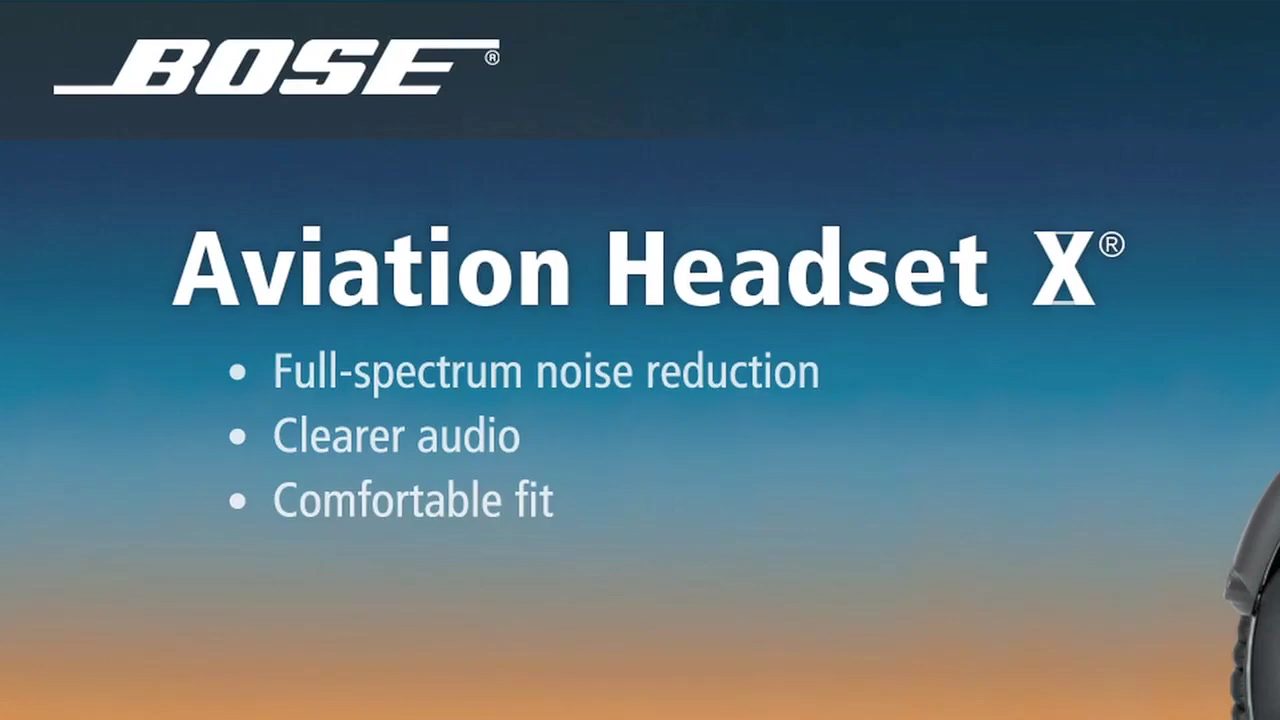 BOSE®
Aviation Headset X®
• Full-spectrum noise reduction
• Clearer audio
• Comfortable fit